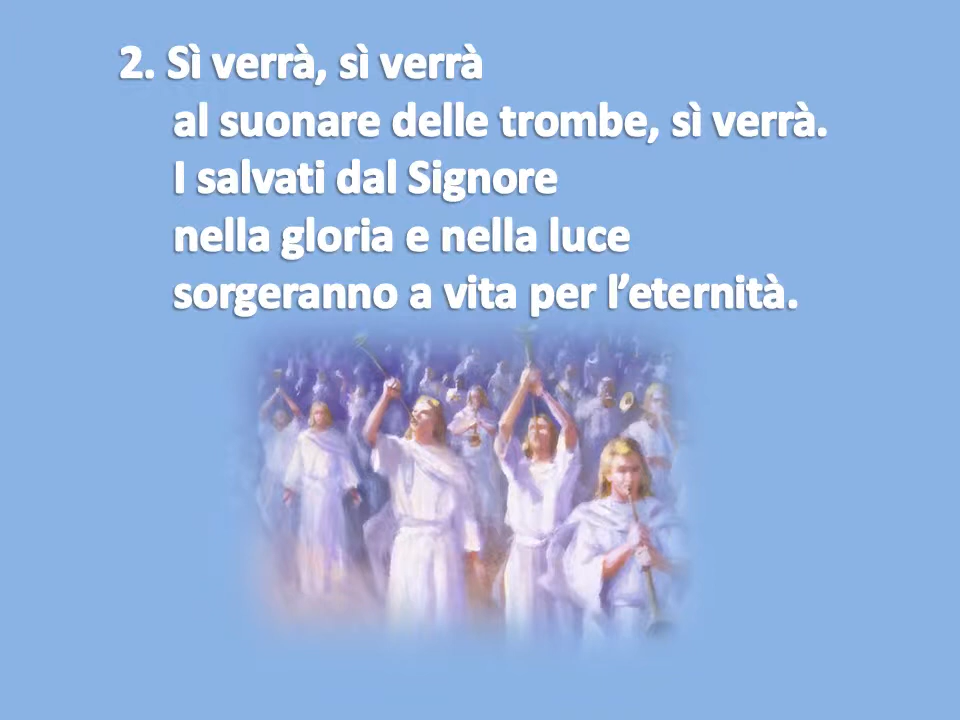 2. Sì verrà, sì verrà
al suonare delle trombe, sì verrà.
I salvati dal Signore
nella gloria e nella luce
sorgeranno a vita per l’eternità.